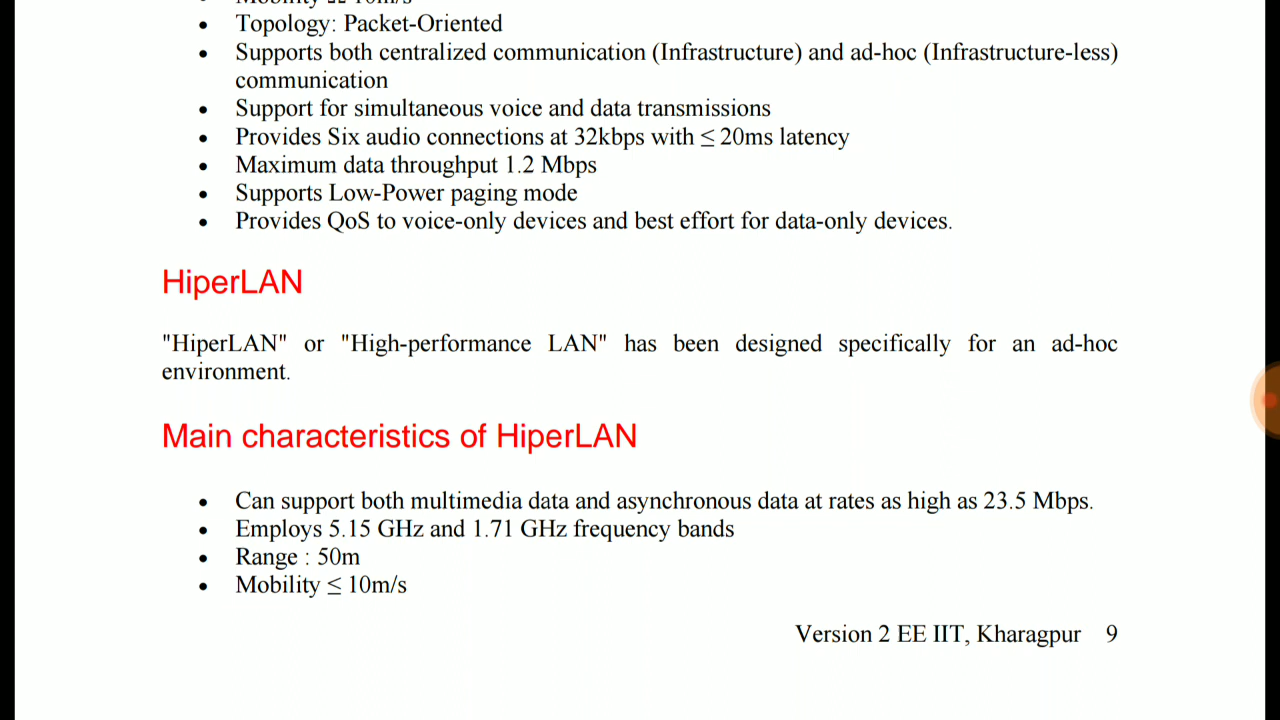 • Topology: Packet-Oriented
• Supports both centralized communication (Infrastructure) and ad-hoc (Infrastructure-less)
communication
• Support for simultaneous voice and data transmissions
• Provides Six audio connections at 32kbps with ≤ 20ms latency
• Maximum data throughput 1.2 Mbps
• Supports Low-Power paging mode
• Provides QoS to voice-only devices and best effort for data-only devices.
HiperLAN
"HiperLAN" or "High-performance LAN" has been designed specifically for an ad-hoc
environment.
Main characteristics of HiperLAN
• Can support both multimedia data and asynchronous data at rates as high as 23.5 Mbps.
• Employs 5.15 GHz and 1.71 GHz frequency bands
• Range : 50m
• Mobility ≤ 10m/s
Version 2 EE IIT, Kharagpur 9